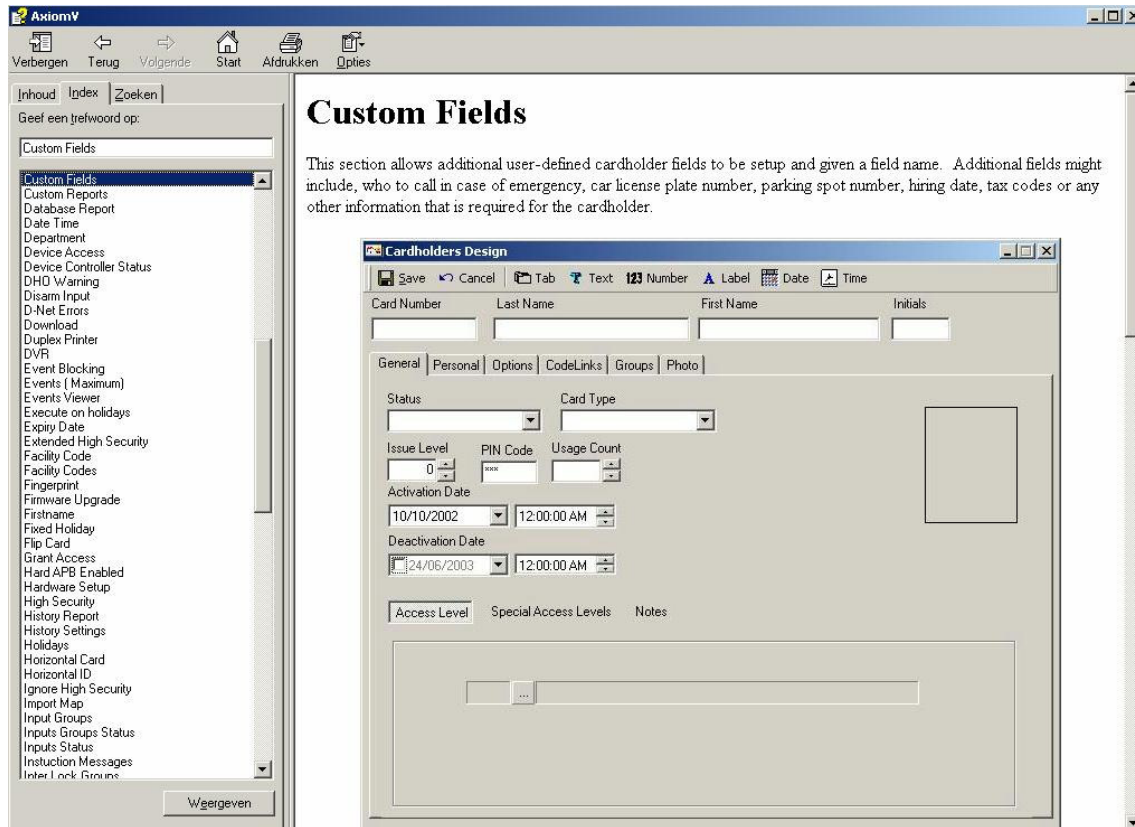 AxiomV
Verbergen Terug Volgende Start Afdrukken Opties
Inhoud Index Zoeken
Geef een trefwoord op:
Custom Fields
Custom Fields
Custom Reports
Database Report
Date Time
Department
Device Access
Device Controller Status
DHO Warning
Disarm Input
D-Net Errors
Download
Duplex Printer
DVR
Event Blocking
Events ( Maximum)
Events Viewer
Execute on holidays
Expiry Date
Extended High Security
Facility Code
Facility Codes
Fingerprint
Firmware Upgrade
Firstname
Fixed Holiday
Flip Card
Grant Access
Hard APB Enabled
Hardware Setup
High Security
History Report
History Settings
Holidays
Horizontal Card
Horizontal ID
Ignore High Security
Import Map
Input Groups
Inputs Groups Status
Inputs Status
Instuction Messages
Inter Lock Groups
Weergeven
Custom Fields
This section allows additional user-defined cardholder fields to be setup and given a field name. Additional fields might
include, who to call in case of emergency, car license plate number, parking spot number, hiring date, tax codes or any
other information that is required for the cardholder.
Cardholders Design
Save Cancel Tab Text 123 Number A Label Date Time
Card Number Last Name First Name Initials
General Personal Options CodeLinks Groups Photo
Status Card Type
Issue Level PIN Code Usage Count
0 ***
Activation Date
10/10/2002 12:00:00 AM
Deactivation Date
24/06/2003 12:00:00 AM
Access Level Special Access Levels Notes
...